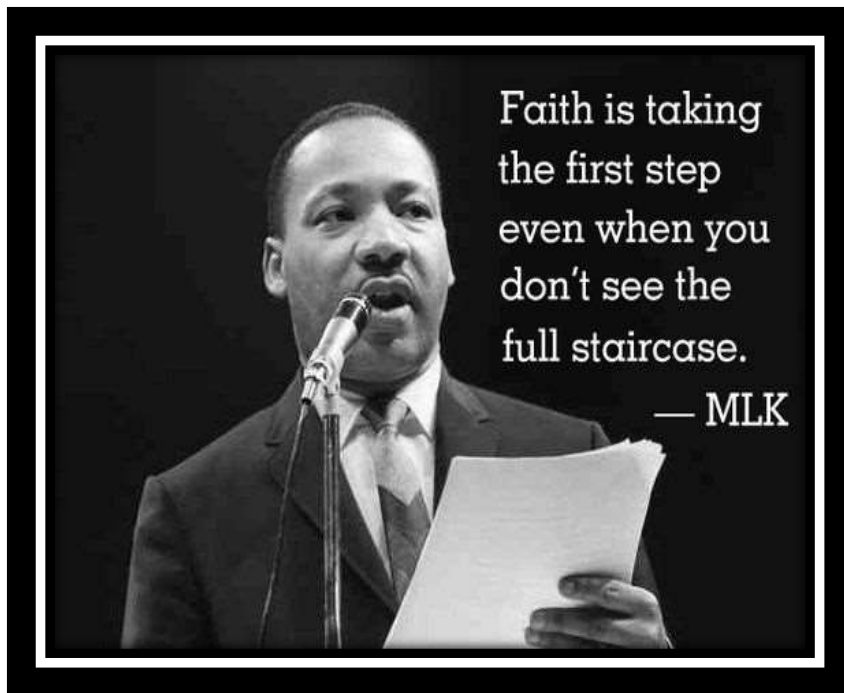 Faith is taking
the first step
even when you
don't see the
full staircase.
— MLK